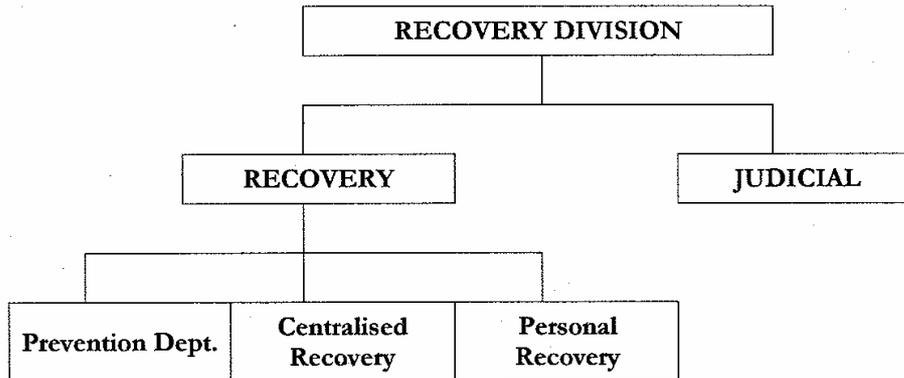 RECOVERY DIVISION
RECOVERY
JUDICIAL
Prevention Dept.
Centralised
Recovery
Personal
Recovery